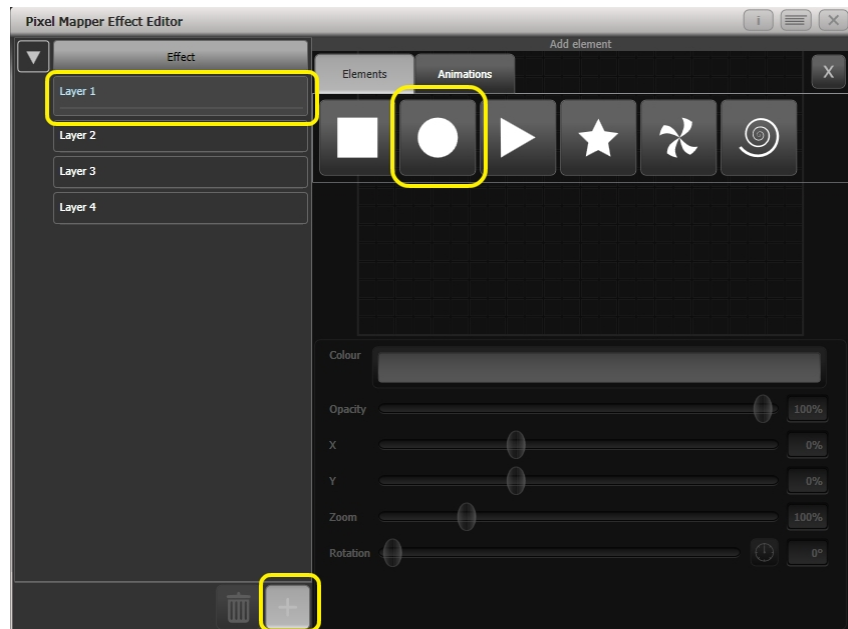 Pixel Mapper Effect Editor
i
X
Effect
Add element
Elements
Animations
X
Layer 1
Layer 2
Layer 3
Layer 4
Colour
Opacity
100%
X
0%
Y
0%
Zoom
100%
Rotation
0°
+